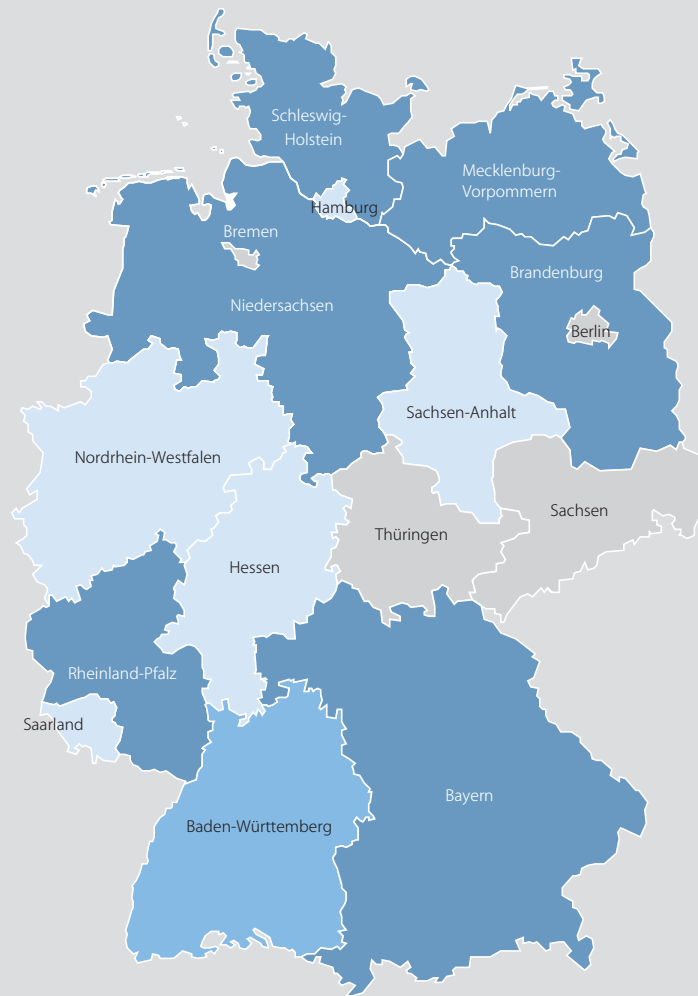 Schleswig-
Holstein
Mecklenburg-
Vorpommern
Hamburg
Bremen
Brandenburg
Niedersachsen
Berlin
Sachsen-Anhalt
Nordrhein-Westfalen
Sachsen
Thüringen
Hessen
Rheinland-Pfalz
Saarland
Bayern
Baden-Württemberg